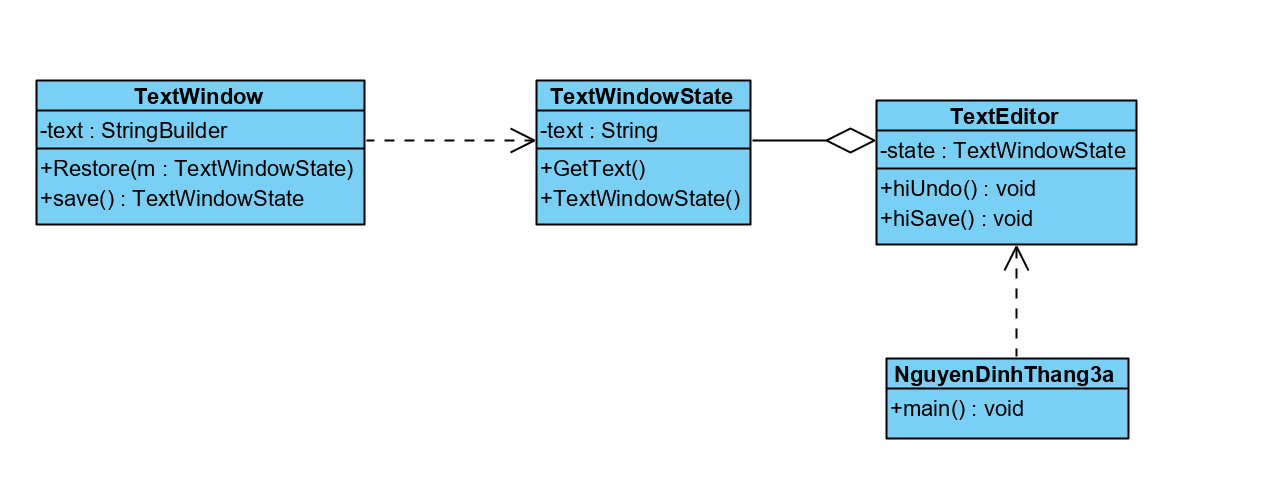 TextWindow
-text : StringBuilder
+Restore(m : TextWindowState)
+save() : TextWindowState
TextWindowState
-text : String
+GetText()
+TextWindowState()
TextEditor
-state : TextWindowState
+hiUndo() : void
+hiSave() : void
NguyenDinhThang3a
+main() : void